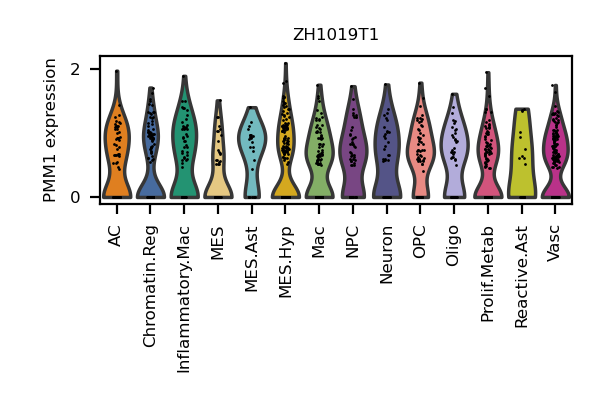 ZH1019T1
PMM1 expression
2
0
AC
Chromatin.Reg
Inflammatory.Mac
MES
MES.Ast
MES.Hyp
Mac
NPC
Neuron
OPC
Oligo
Prolif.Metab
Reactive.Ast
Vasc